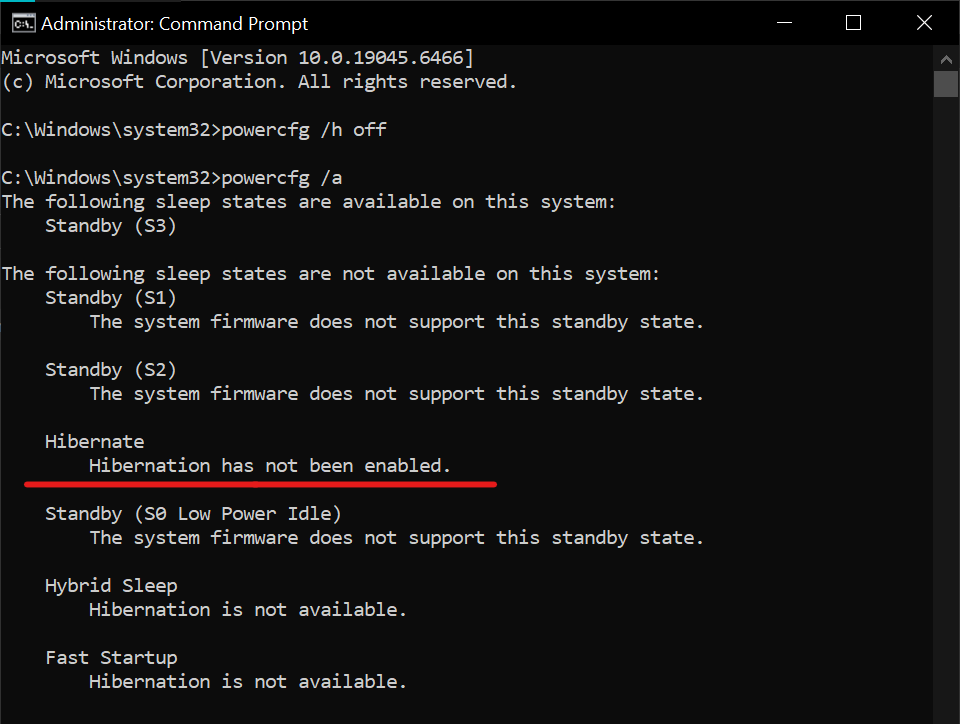 Administrator: Command Prompt
Microsoft Windows [Version 10.0.19045.6466]
(c) Microsoft Corporation. All rights reserved.
C:\Windows\system32>powercfg /h off
C:\Windows\system32>powercfg /a
The following sleep states are available on this system:
Standby (S3)
The following sleep states are not available on this system:
Standby (S1)
The system firmware does not support this standby state.
Standby (S2)
The system firmware does not support this standby state.
Hibernate
Hibernation has not been enabled.
Standby (S0 Low Power Idle)
The system firmware does not support this standby state.
Hybrid Sleep
Hibernation is not available.
Fast Startup
Hibernation is not available.